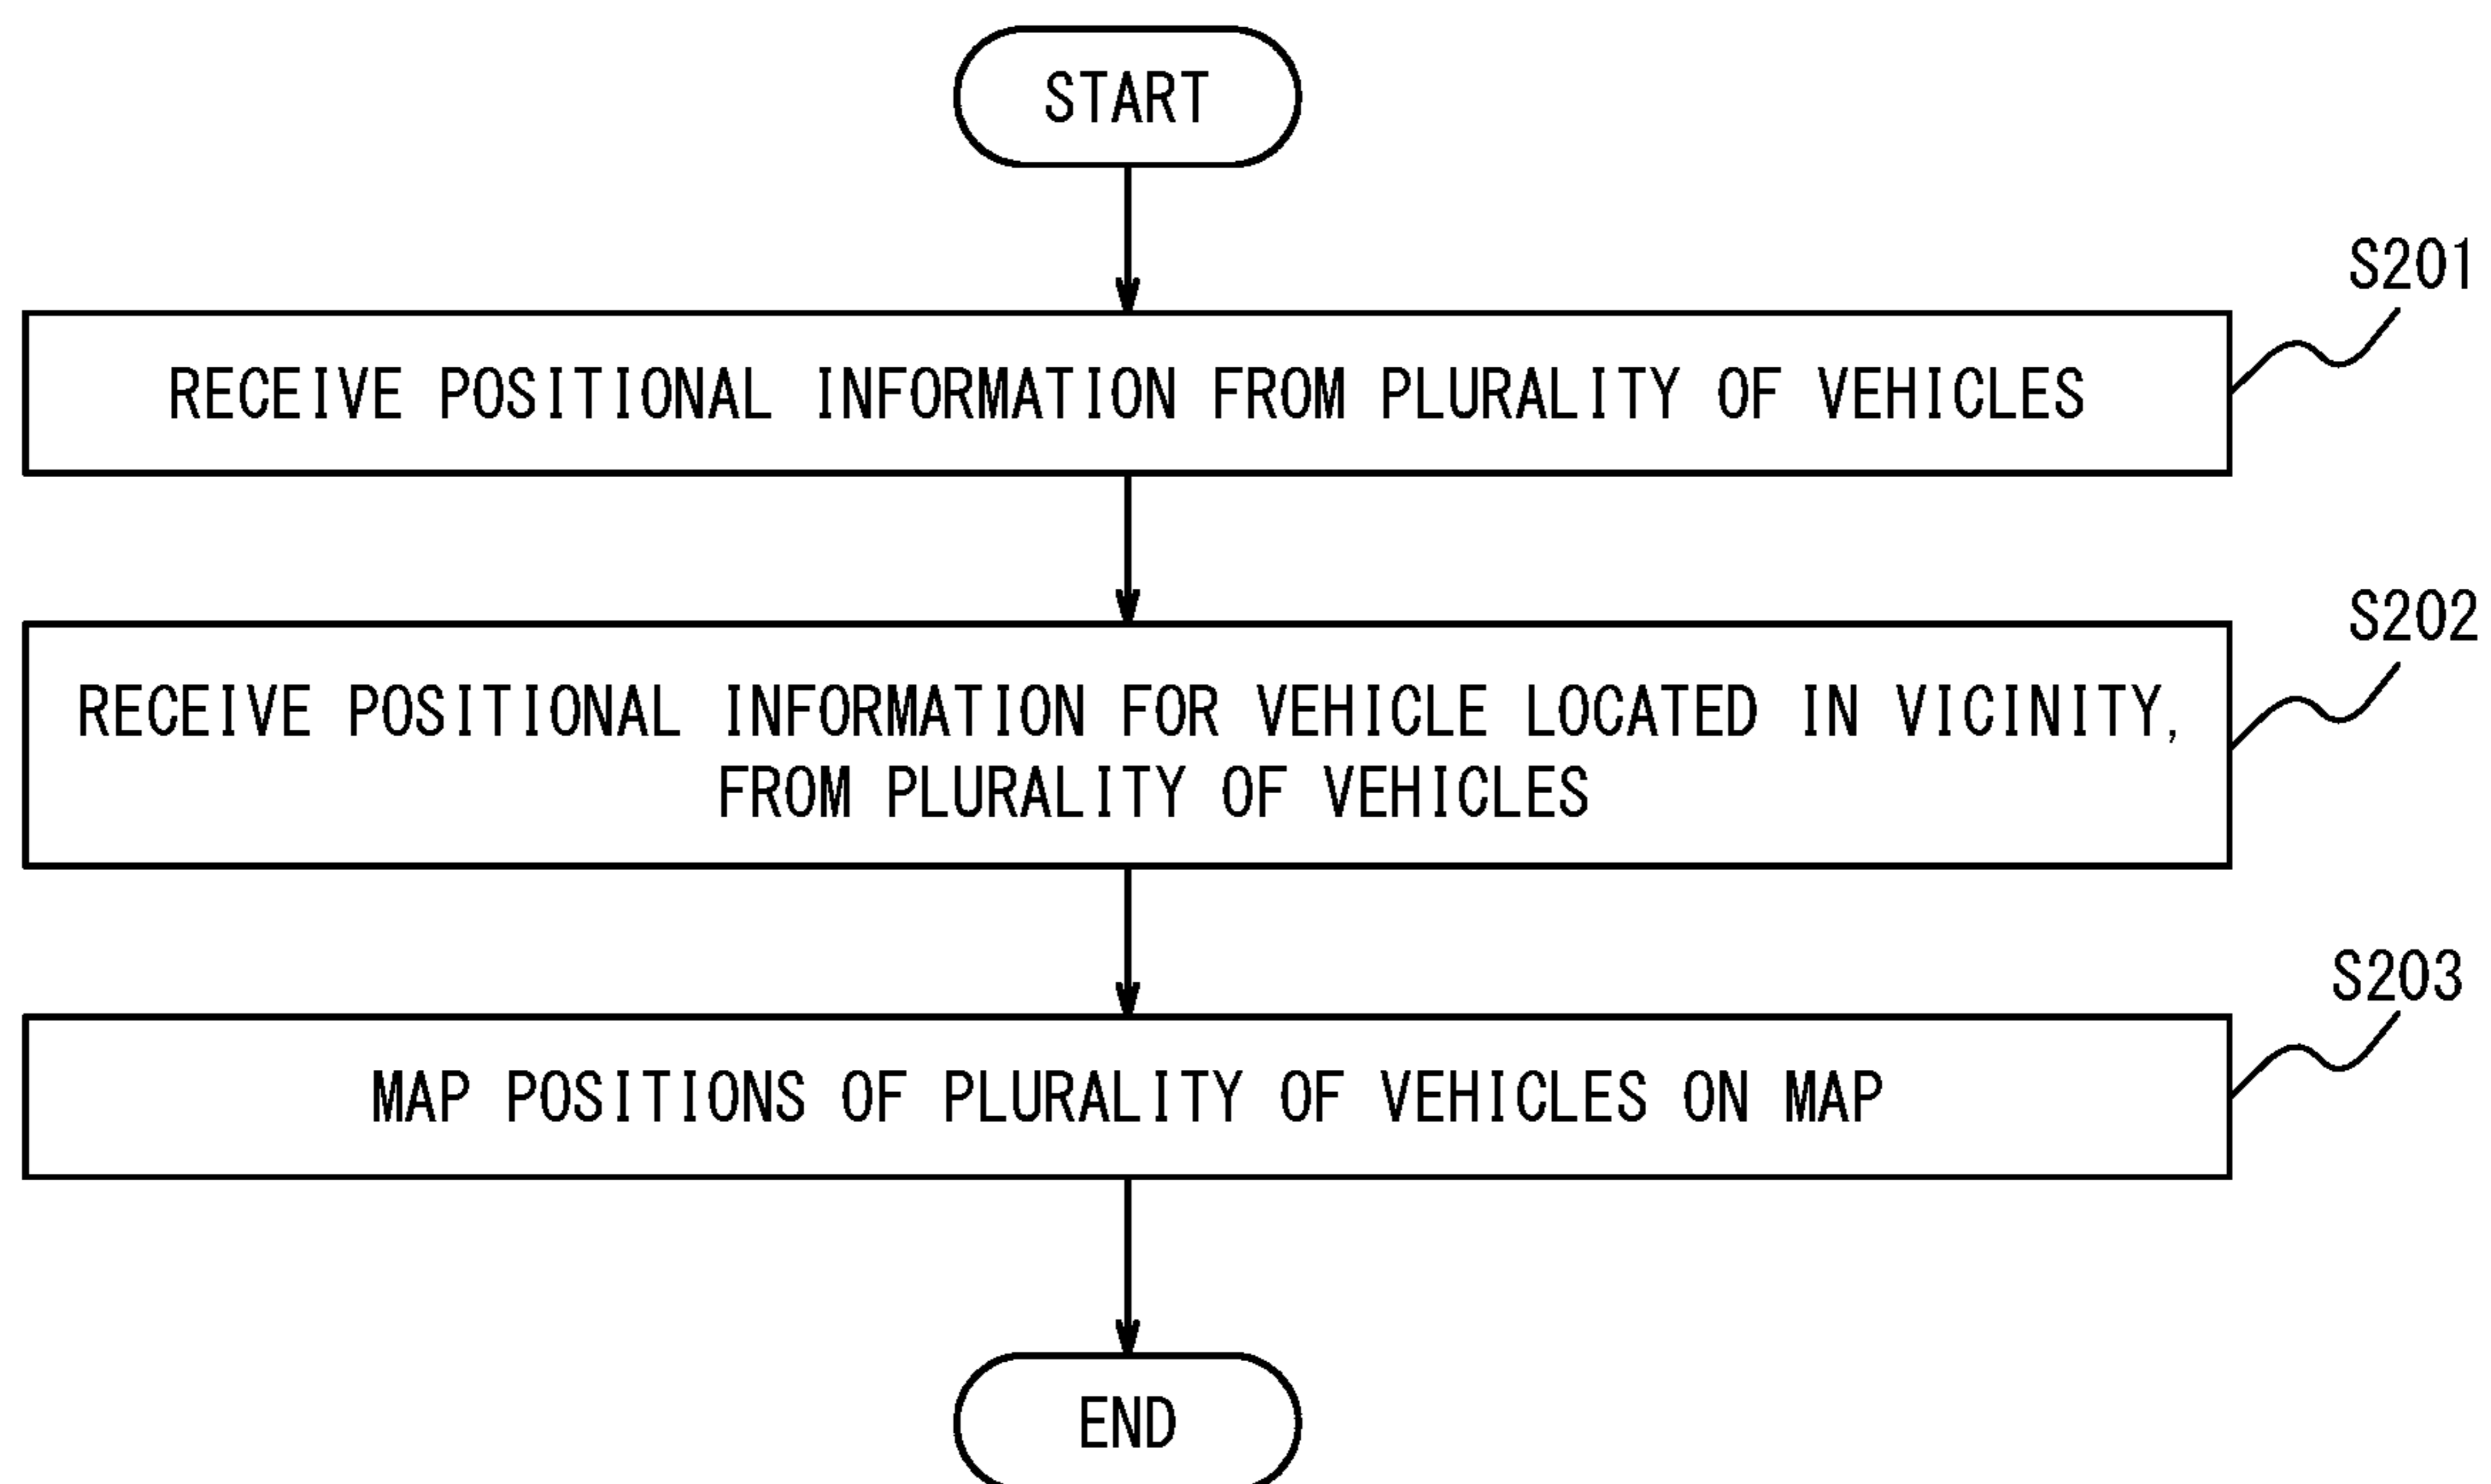 START
S201
RECEIVE POSITIONAL INFORMATION FROM PLURALITY OF VEHICLES
S202
RECEIVE POSITIONAL INFORMATION FOR VEHICLE LOCATED IN VICINITY,
FROM PLURALITY OF VEHICLES
S203
MAP POSITIONS OF PLURALITY OF VEHICLES ON MAP
END